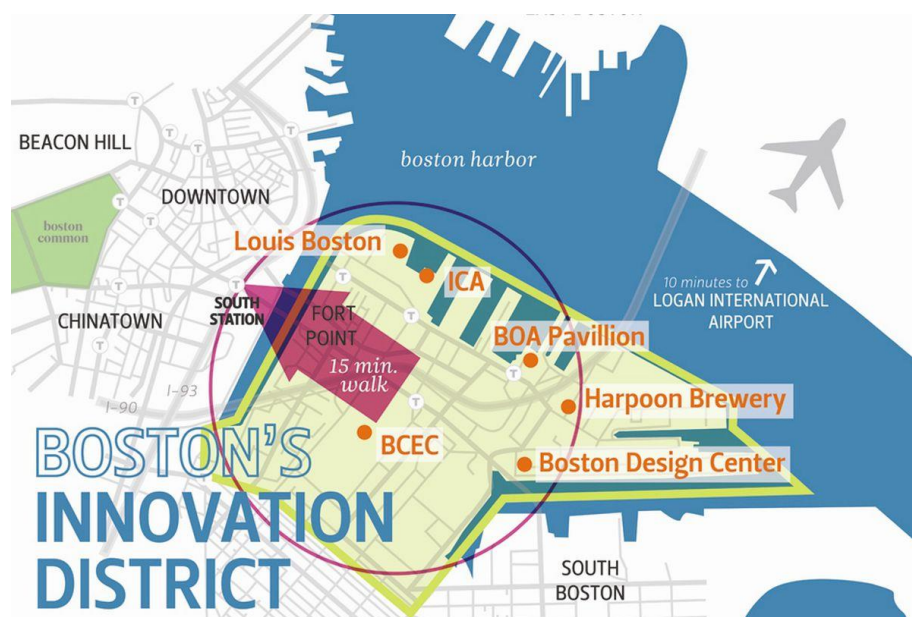 EAST BOSTON
BEACON HILL
boston harbor
DOWNTOWN
boston
common
Louis Boston
ICA
10 minutes to
LOGAN INTERNATIONAL
AIRPORT
SOUTH
STATION
FORT
POINT
CHINATOWN
BOA Pavillion
15 min.
walk
I-93
I-90
Harpoon Brewery
BCEC
Boston Design Center
BOSTON'S
INNOVATION
DISTRICT
SOUTH
BOSTON
T
T
T
T
T
T
T
T
T
T
T
T
T